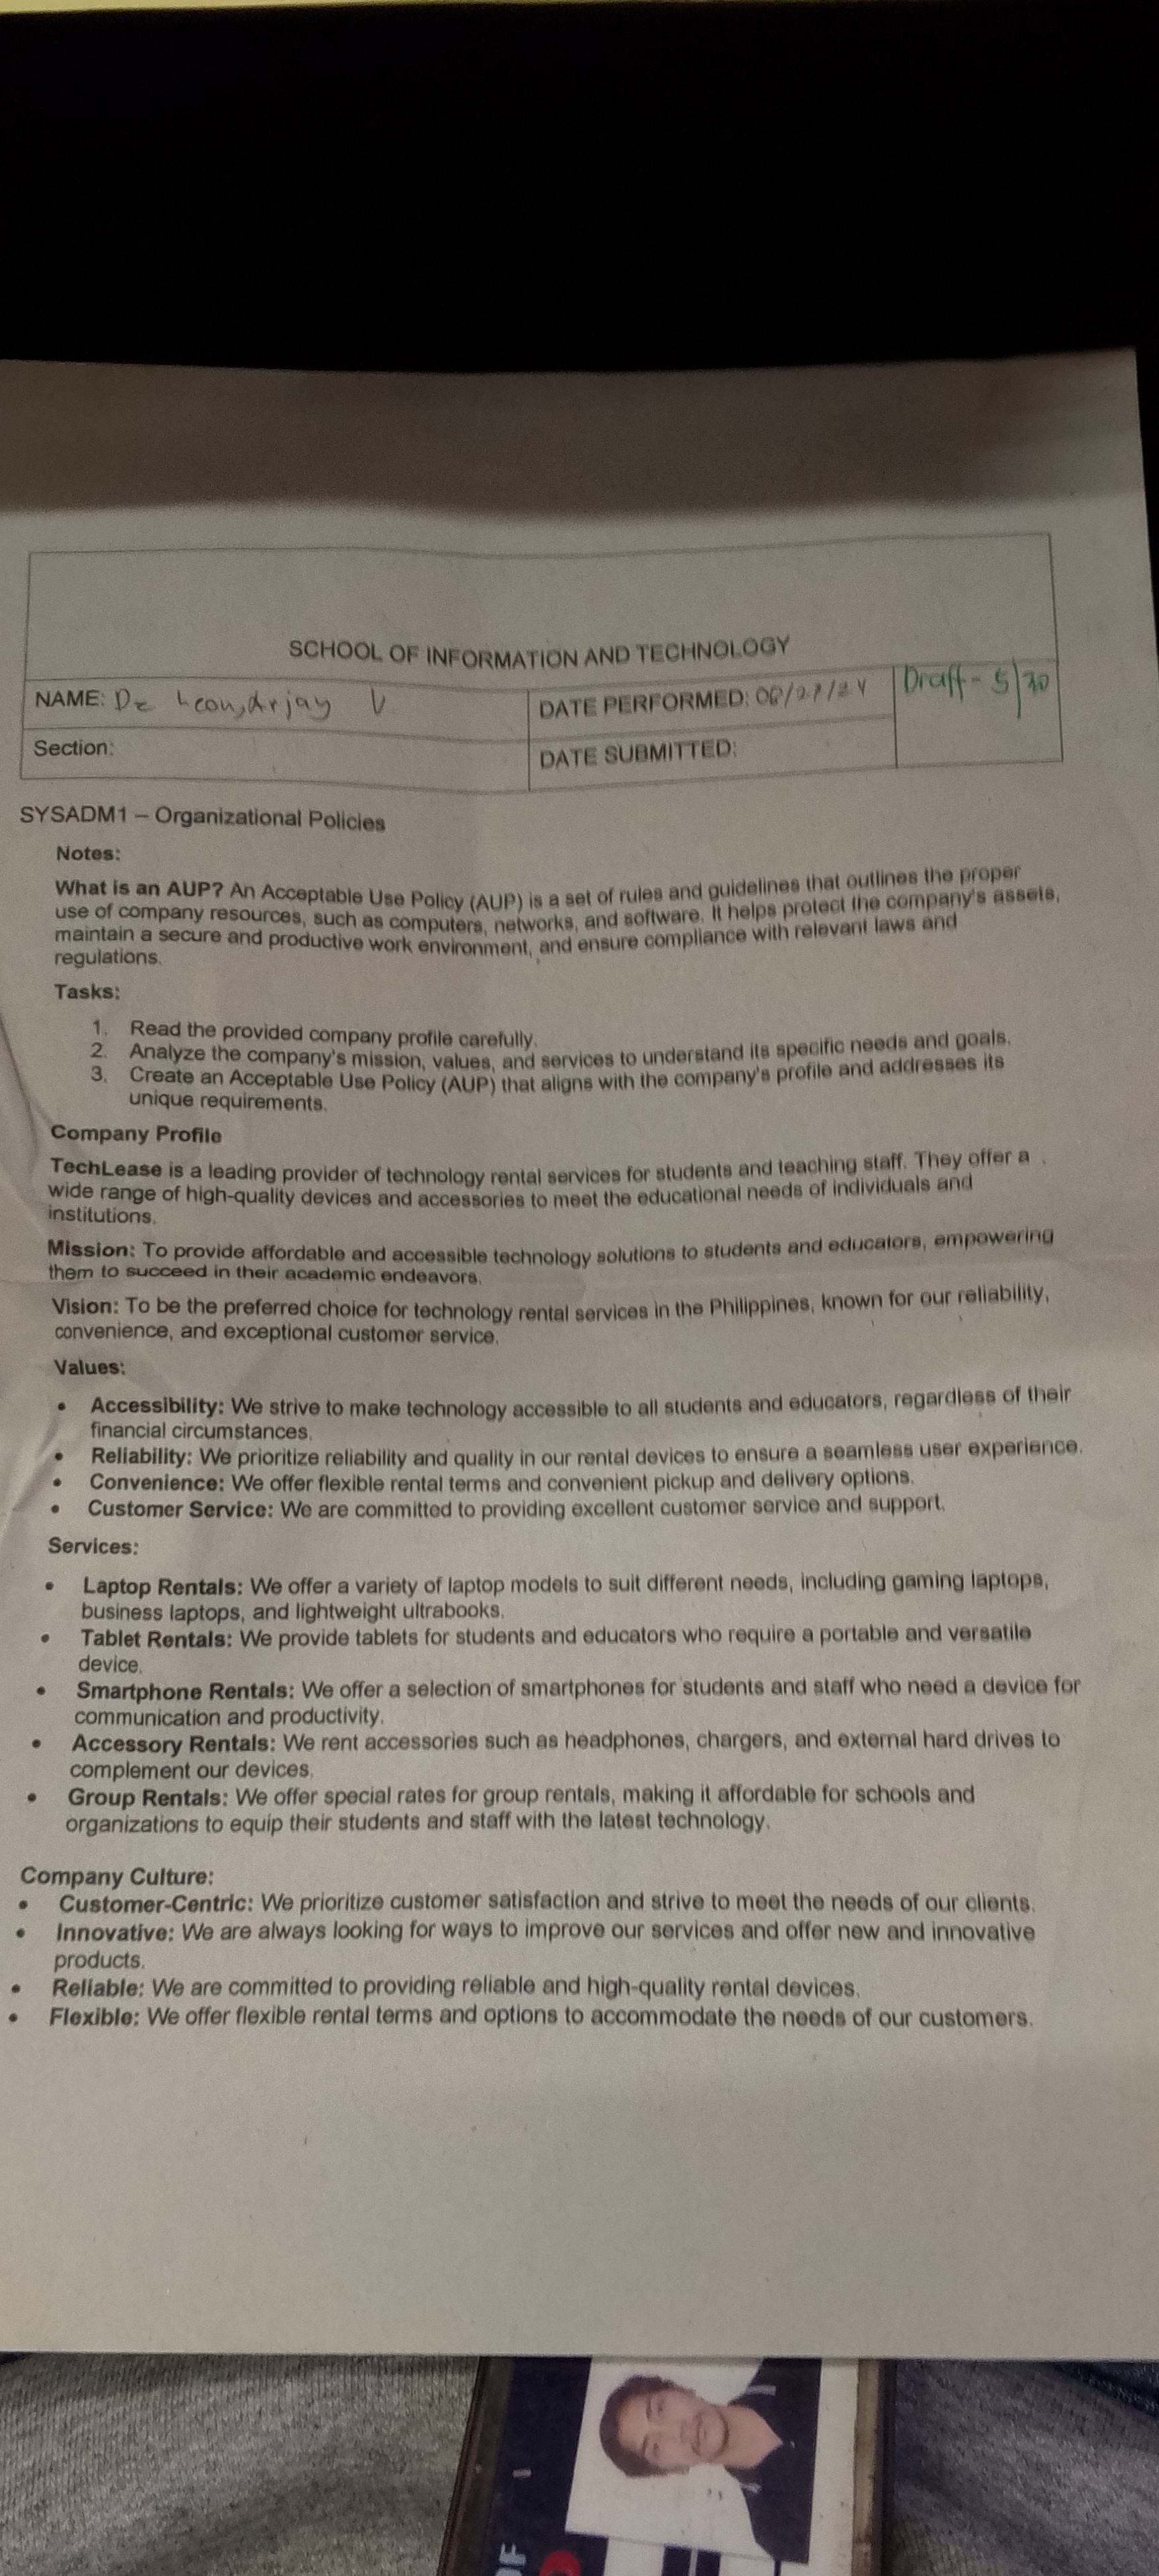 SCHOOL OF INFORMATION AND TECHNOLOGY
NAME: De Leon, Arjay V
DATE PERFORMED: 08/27/24
Draft - 5/30
Section:
DATE SUBMITTED:
SYSADM1 – Organizational Policies
Notes:
What is an AUP? An Acceptable Use Policy (AUP) is a set of rules and guidelines that outlines the proper
use of company resources, such as computers, networks, and software. It helps protect the company's assets,
maintain a secure and productive work environment, and ensure compliance with relevant laws and
regulations.
Tasks:
1. Read the provided company profile carefully.
2. Analyze the company's mission, values, and services to understand its specific needs and goals.
3. Create an Acceptable Use Policy (AUP) that aligns with the company's profile and addresses its
unique requirements.
Company Profile
TechLease is a leading provider of technology rental services for students and teaching staff. They offer a
wide range of high-quality devices and accessories to meet the educational needs of individuals and
institutions.
Mission: To provide affordable and accessible technology solutions to students and educators, empowering
them to succeed in their academic endeavors.
Vision: To be the preferred choice for technology rental services in the Philippines, known for our reliability,
convenience, and exceptional customer service.
Values:
• Accessibility: We strive to make technology accessible to all students and educators, regardless of their
financial circumstances.
• Reliability: We prioritize reliability and quality in our rental devices to ensure a seamless user experience.
• Convenience: We offer flexible rental terms and convenient pickup and delivery options.
• Customer Service: We are committed to providing excellent customer service and support.
Services:
• Laptop Rentals: We offer a variety of laptop models to suit different needs, including gaming laptops,
business laptops, and lightweight ultrabooks.
• Tablet Rentals: We provide tablets for students and educators who require a portable and versatile
device.
• Smartphone Rentals: We offer a selection of smartphones for students and staff who need a device for
communication and productivity.
• Accessory Rentals: We rent accessories such as headphones, chargers, and external hard drives to
complement our devices.
• Group Rentals: We offer special rates for group rentals, making it affordable for schools and
organizations to equip their students and staff with the latest technology.
Company Culture:
• Customer-Centric: We prioritize customer satisfaction and strive to meet the needs of our clients.
• Innovative: We are always looking for ways to improve our services and offer new and innovative
products.
• Reliable: We are committed to providing reliable and high-quality rental devices.
• Flexible: We offer flexible rental terms and options to accommodate the needs of our customers.
OF